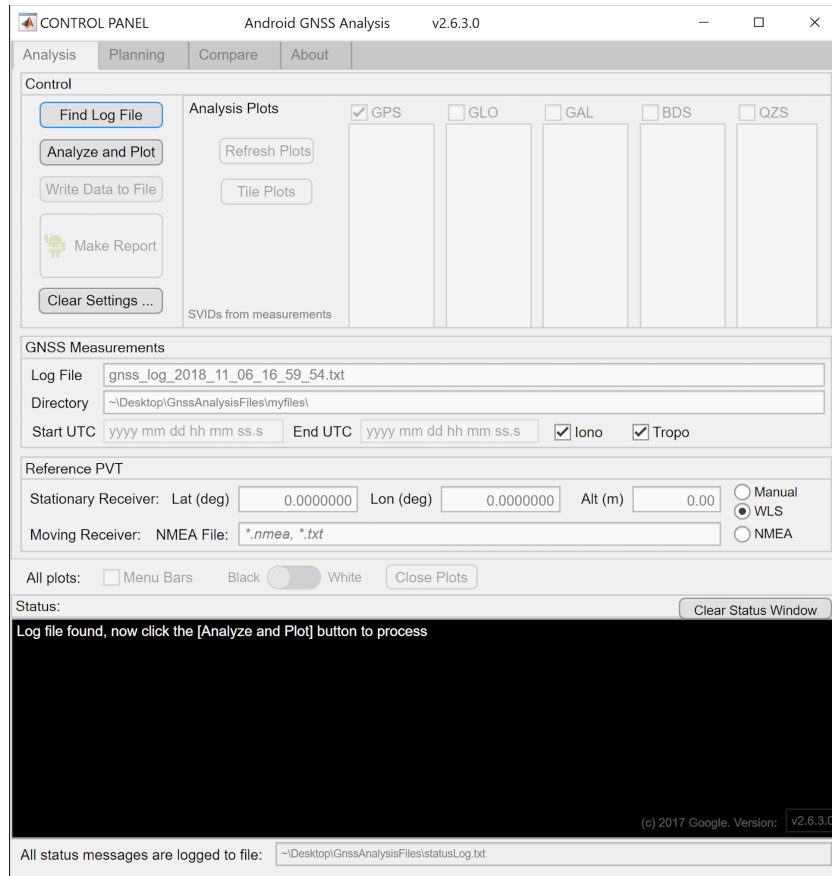 CONTROL PANEL Android GNSS Analysis v2.6.3.0
Analysis Planning Compare About
Control
Find Log File
Analyze and Plot
Write Data to File
Make Report
Clear Settings ...
Analysis Plots
Refresh Plots
Tile Plots
SVIDs from measurements
GPS GLO GAL BDS QZS
GNSS Measurements
Log File gnss_log_2018_11_06_16_59_54.txt
Directory ~\Desktop\GnssAnalysisFiles\myfiles\
Start UTC yyyy mm dd hh mm ss.s End UTC yyyy mm dd hh mm ss.s Iono Tropo
Reference PVT
Stationary Receiver: Lat (deg) 0.0000000 Lon (deg) 0.0000000 Alt (m) 0.00
Manual
WLS
Moving Receiver: NMEA File: *.nmea, *.txt NMEA
All plots: Menu Bars Black White Close Plots
Status: Clear Status Window
Log file found, now click the [Analyze and Plot] button to process
(c) 2017 Google. Version: v2.6.3.0
All status messages are logged to file: ~\Desktop\GnssAnalysisFiles\statusLog.txt